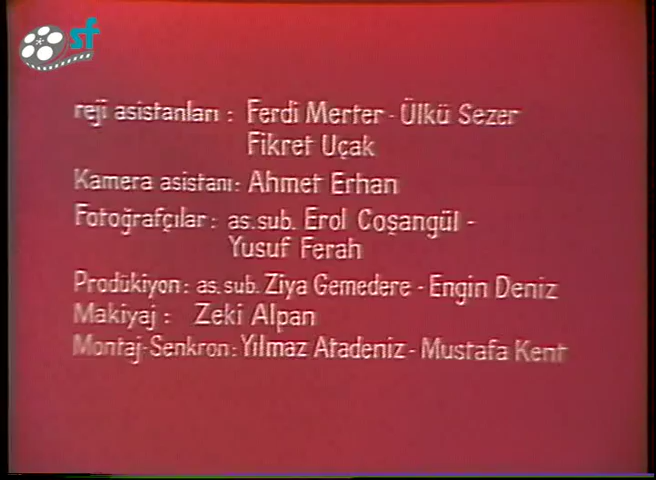 sf
reji asistanları : Ferdi Merter - Ülkü Sezer
Fikret Uçak
Kamera asistanı: Ahmet Erhan
Fotoğrafçılar : as.sub. Erol Coşangül -
Yusuf Ferah
Prodükiyon: as.sub. Ziya Gemedere - Engin Deniz
Makiyaj : Zeki Alpan
Montaj-Senkron: Yılmaz Atadeniz - Mustafa Kent